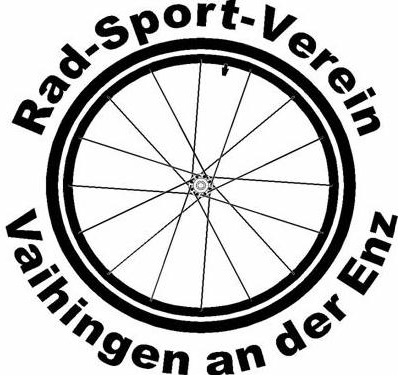 Rad-Sport-Verein
Vaihingen an der Enz